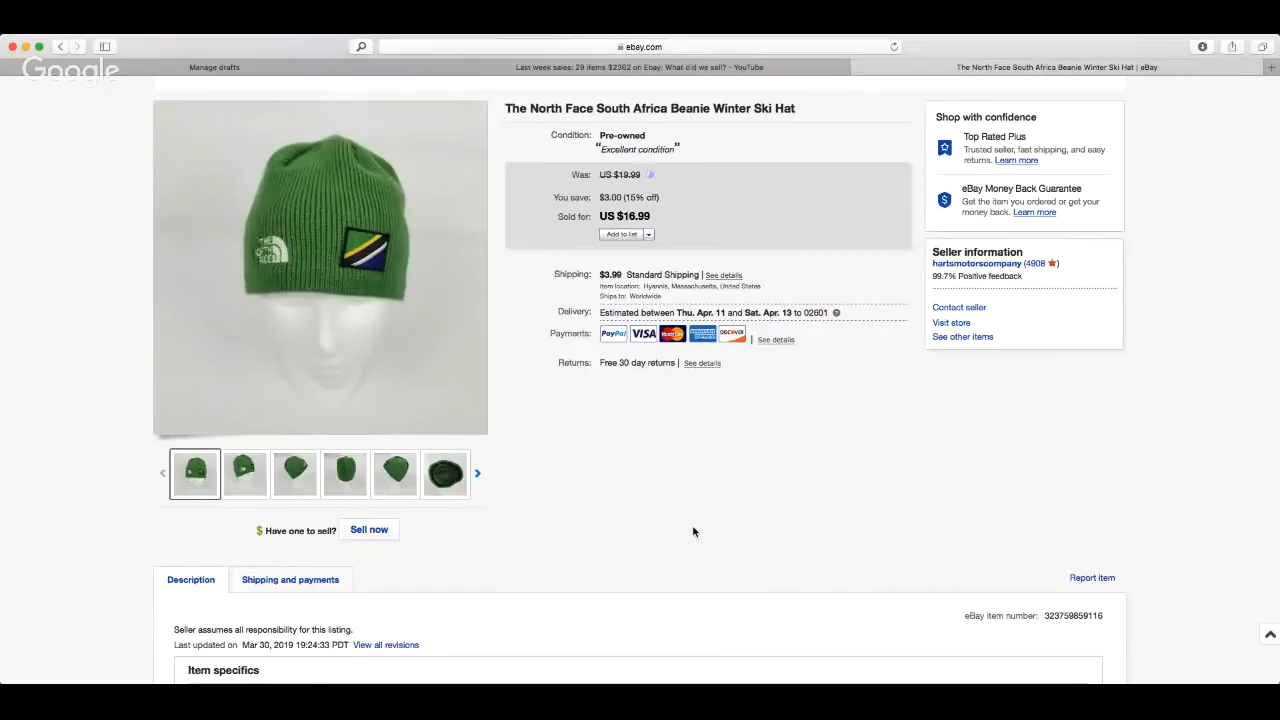 ebay.com
Google
Manage drafts
Last week sales: 29 items $2362 on Ebay; What did we sell? - YouTube
The North Face South Africa Beanie Winter Ski Hat | eBay
THE NORTH FACE
The North Face South Africa Beanie Winter Ski Hat
Condition: Pre-owned
"Excellent condition"
Was: US $19.99
You save: $3.00 (15% off)
Sold for: US $16.99
Add to list
Shipping: $3.99 Standard Shipping | See details
Item location: Hyannis, Massachusetts, United States
Ships to: Worldwide
Delivery: Estimated between Thu. Apr. 11 and Sat. Apr. 13 to 02601
Payments: PayPal VISA MasterCard AMERICAN EXPRESS DISCOVER | See details
Returns: Free 30 day returns | See details
Shop with confidence
Top Rated Plus
Trusted seller, fast shipping, and easy
returns. Learn more
eBay Money Back Guarantee
Get the item you ordered or get your
money back. Learn more
Seller information
hartsmotorscompany (4908)
99.7% Positive feedback
Contact seller
Visit store
See other items
$ Have one to sell? Sell now
Description Shipping and payments Report item
eBay item number: 323759859116
Seller assumes all responsibility for this listing.
Last updated on Mar 30, 2019 19:24:33 PDT View all revisions
Item specifics